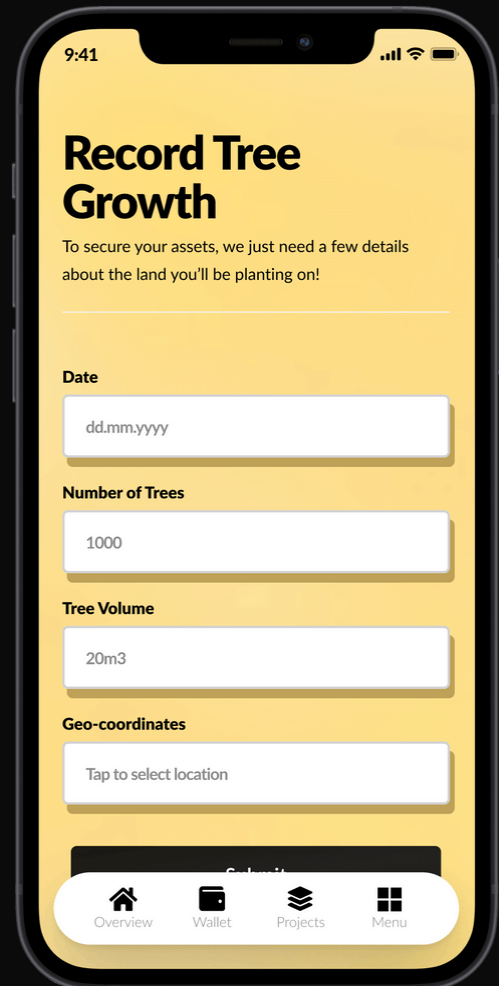 9:41
Record Tree
Growth
To secure your assets, we just need a few details
about the land you'll be planting on!
Date
dd.mm.yyyy
Number of Trees
1000
Tree Volume
20m3
Geo-coordinates
Tap to select location
Submit
Overview Wallet Projects Menu